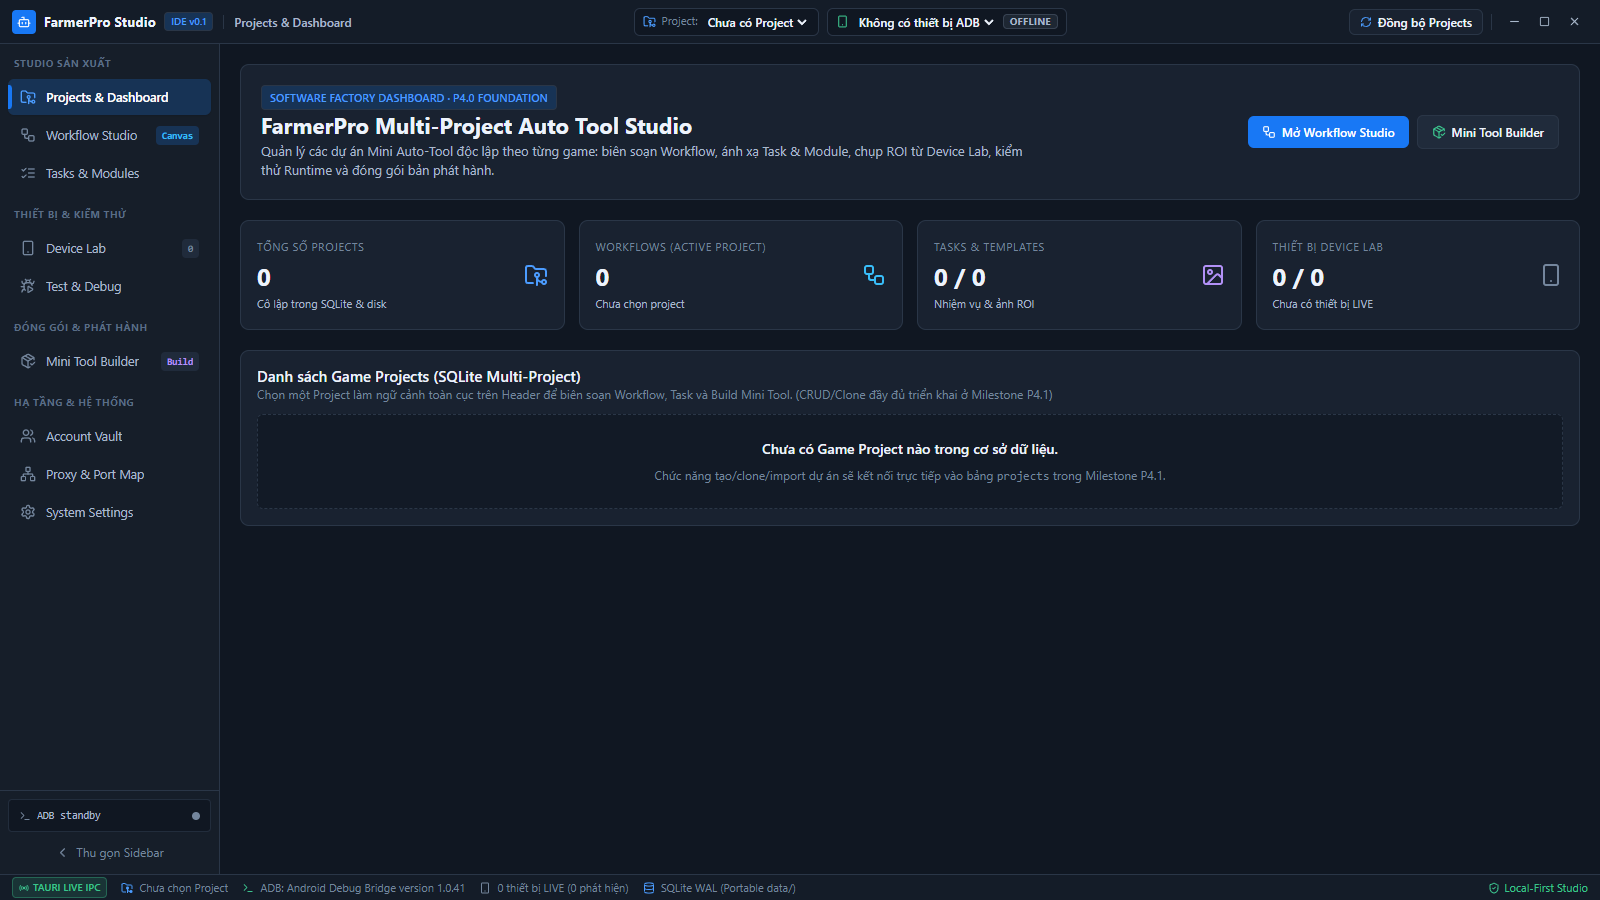 FarmerPro Studio
IDE v0.1
Projects & Dashboard
Project:
Chưa có Project
Không có thiết bị ADB
OFFLINE
Đồng bộ Projects
STUDIO SẢN XUẤT
Projects & Dashboard
Workflow Studio
Canvas
Tasks & Modules
THIẾT BỊ & KIỂM THỬ
Device Lab
0
Test & Debug
ĐÓNG GÓI & PHÁT HÀNH
Mini Tool Builder
Build
HẠ TẦNG & HỆ THỐNG
Account Vault
Proxy & Port Map
System Settings
ADB standby
Thu gọn Sidebar
SOFTWARE FACTORY DASHBOARD · P4.0 FOUNDATION
FarmerPro Multi-Project Auto Tool Studio
Quản lý các dự án Mini Auto-Tool độc lập theo từng game: biên soạn Workflow, ánh xạ Task & Module, chụp ROI từ Device Lab, kiểm
thử Runtime và đóng gói bản phát hành.
Mở Workflow Studio
Mini Tool Builder
TỔNG SỐ PROJECTS
0
Cô lập trong SQLite & disk
WORKFLOWS (ACTIVE PROJECT)
0
Chưa chọn project
TASKS & TEMPLATES
0 / 0
Nhiệm vụ & ảnh ROI
THIẾT BỊ DEVICE LAB
0 / 0
Chưa có thiết bị LIVE
Danh sách Game Projects (SQLite Multi-Project)
Chọn một Project làm ngữ cảnh toàn cục trên Header để biên soạn Workflow, Task và Build Mini Tool. (CRUD/Clone đầy đủ triển khai ở Milestone P4.1)
Chưa có Game Project nào trong cơ sở dữ liệu.
Chức năng tạo/clone/import dự án sẽ kết nối trực tiếp vào bảng projects trong Milestone P4.1.
TAURI LIVE IPC
Chưa chọn Project
ADB: Android Debug Bridge version 1.0.41
0 thiết bị LIVE (0 phát hiện)
SQLite WAL (Portable data/)
Local-First Studio